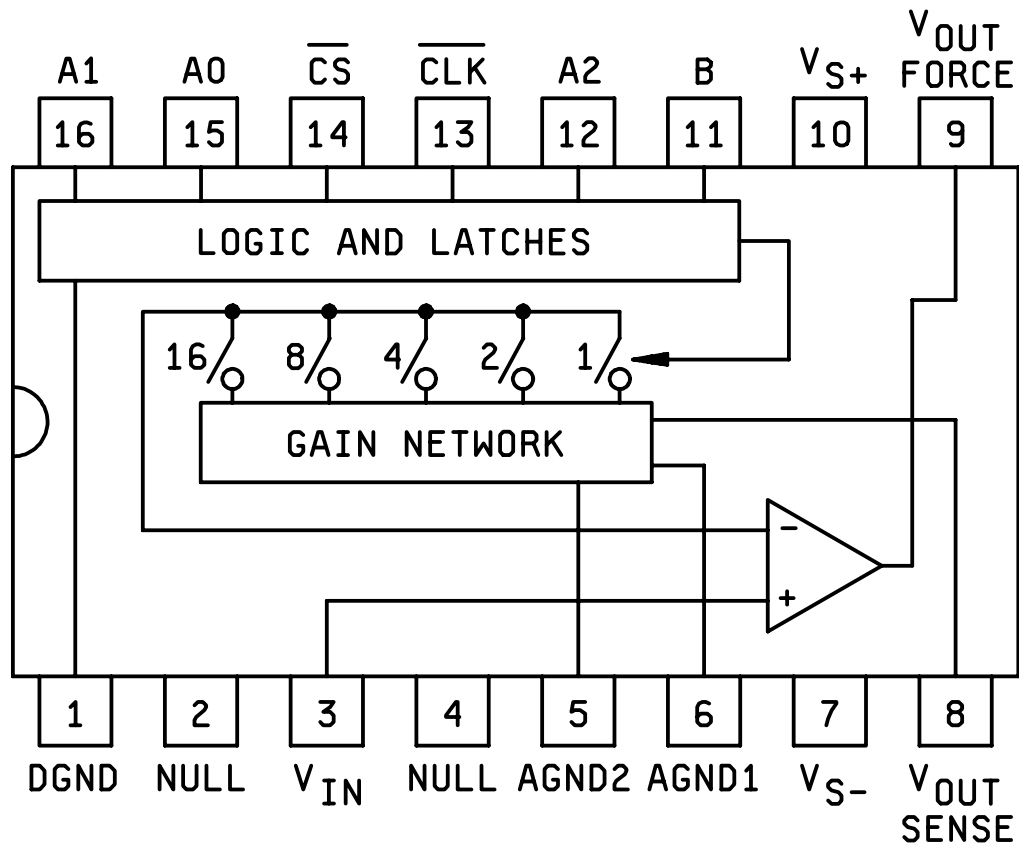 A1 A0 CS CLK A2 B VS+ VOUT FORCE
16 15 14 13 12 11 10 9
LOGIC AND LATCHES
16 8 4 2 1
GAIN NETWORK
−
+
1 2 3 4 5 6 7 8
DGND NULL VIN NULL AGND2 AGND1 VS− VOUT SENSE